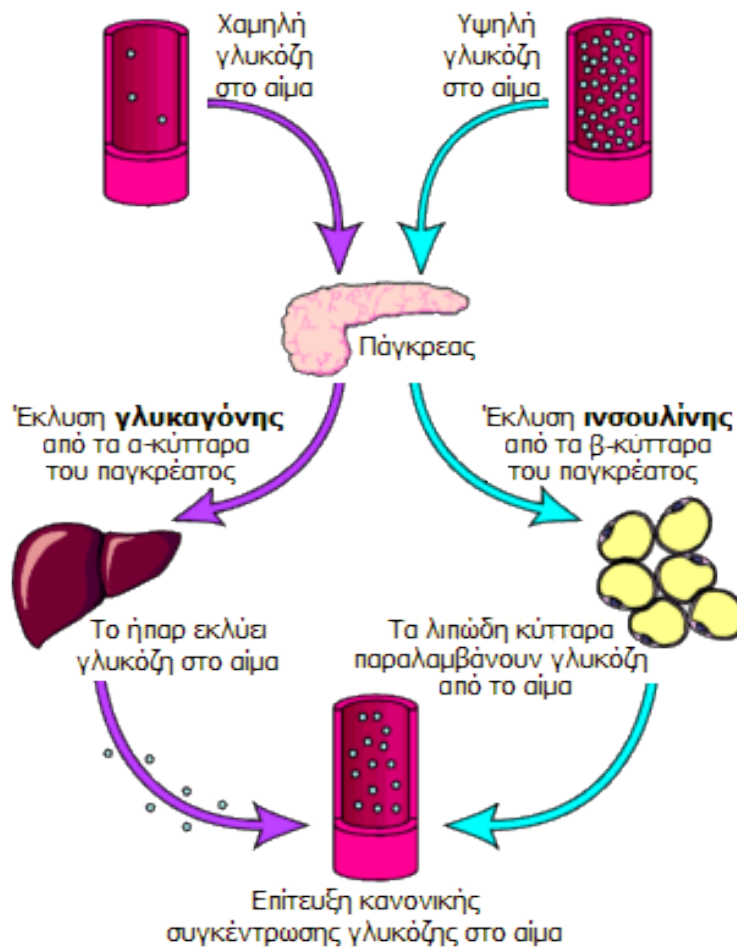 Χαμηλή
γλυκόζη
στο αίμα
Υψηλή
γλυκόζη
στο αίμα
Πάγκρεας
Έκλυση γλυκαγόνης
από τα α-κύτταρα
του παγκρέατος
Έκλυση ινσουλίνης
από τα β-κύτταρα
του παγκρέατος
Το ήπαρ εκλύει
γλυκόζη στο αίμα
Τα λιπώδη κύτταρα
παραλαμβάνουν γλυκόζη
από το αίμα
Επίτευξη κανονικής
συγκέντρωσης γλυκόζης στο αίμα